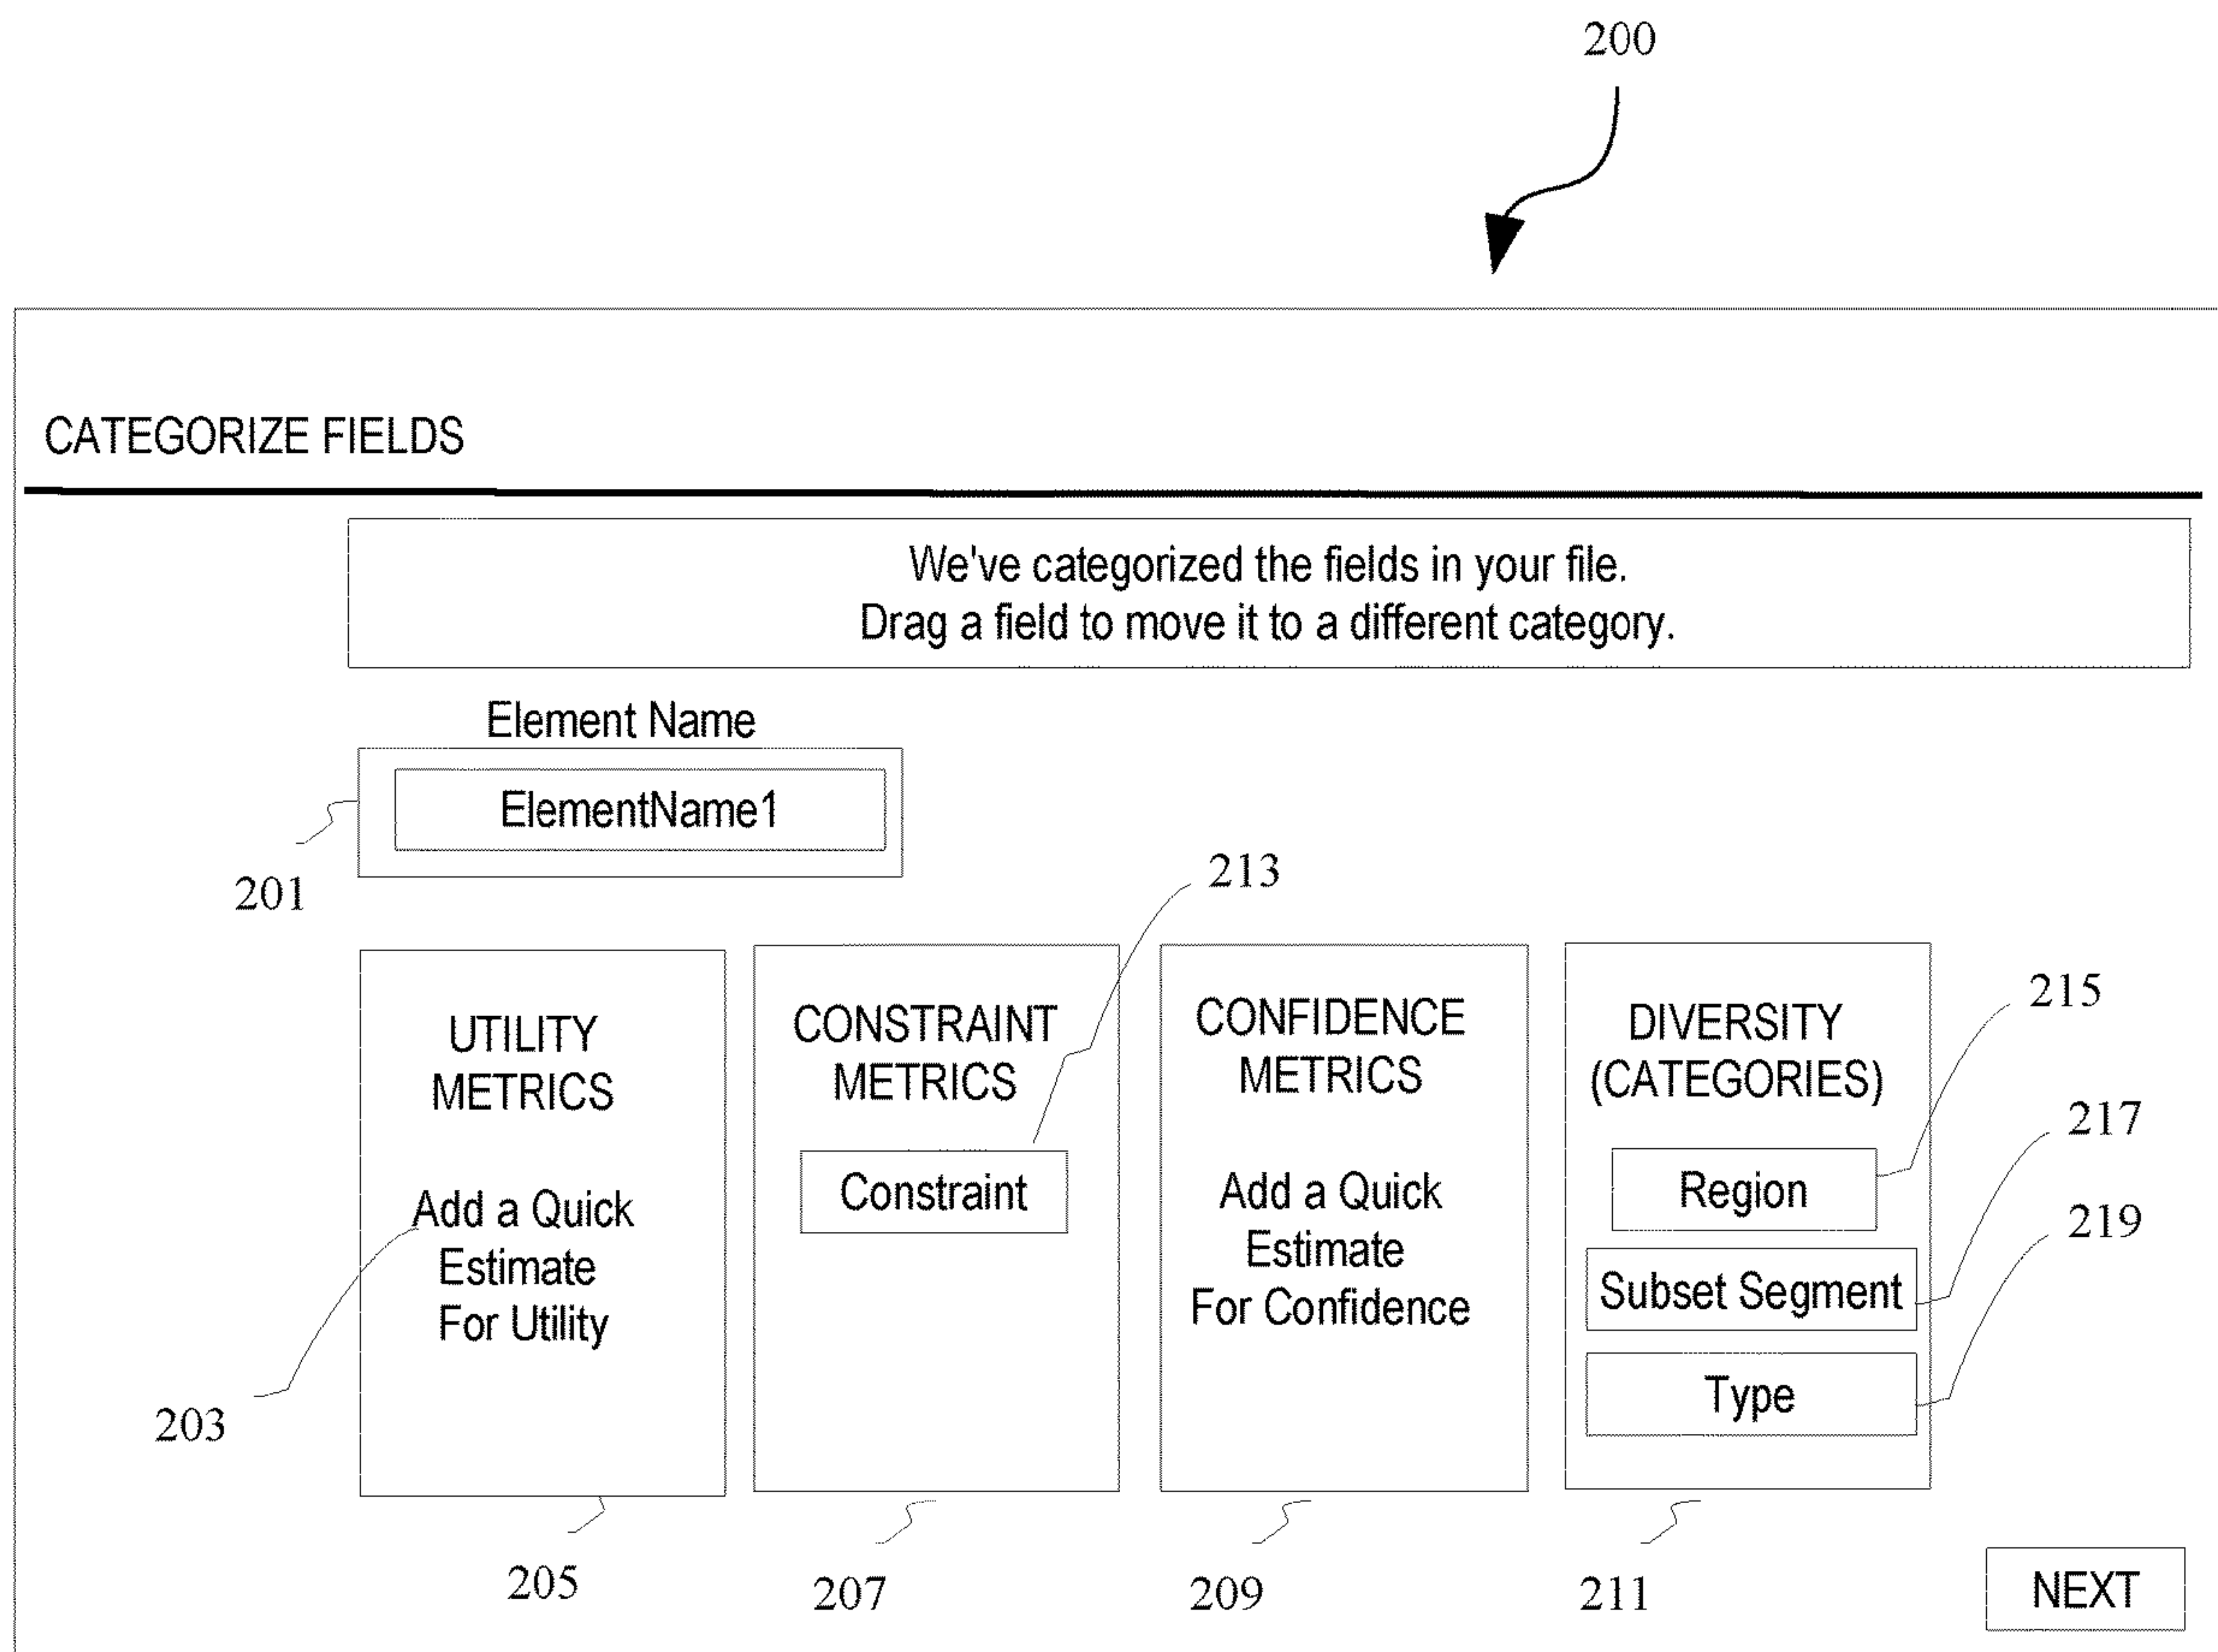 200
CATEGORIZE FIELDS
We've categorized the fields in your file.
Drag a field to move it to a different category.
Element Name
ElementName1
201
213
UTILITY
METRICS
Add a Quick
Estimate
For Utility
203
205
CONSTRAINT
METRICS
Constraint
207
CONFIDENCE
METRICS
Add a Quick
Estimate
For Confidence
209
DIVERSITY
(CATEGORIES)
Region
Subset Segment
Type
215
217
219
211
NEXT